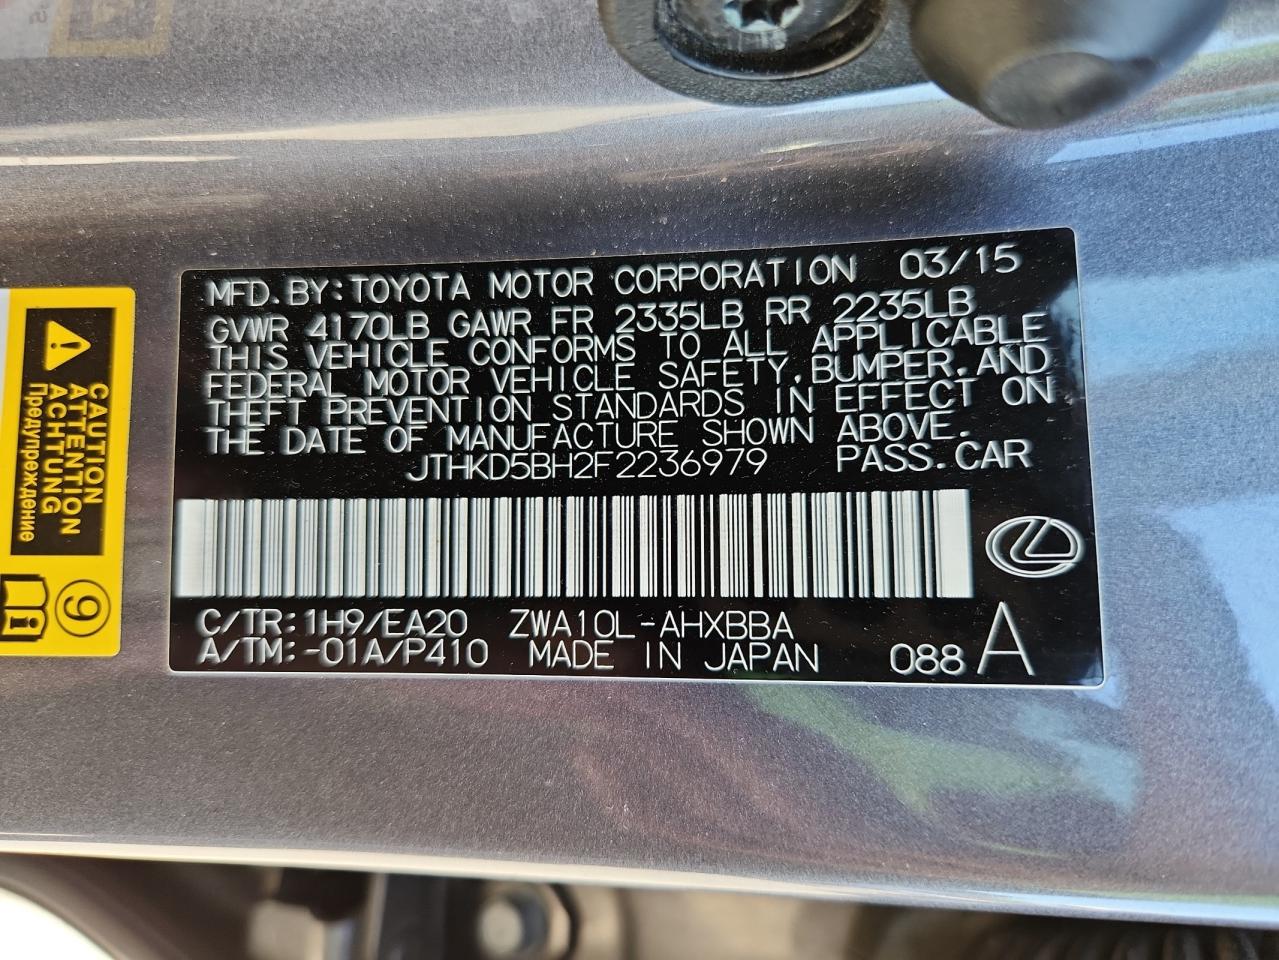 MFD.BY:TOYOTA MOTOR CORPORATION 03/15
GVWR 4170LB GAWR FR 2335LB RR 2235LB
THIS VEHICLE CONFORMS TO ALL APPLICABLE
FEDERAL MOTOR VEHICLE SAFETY,BUMPER,AND
THEFT PREVENTION STANDARDS IN EFFECT ON
THE DATE OF MANUFACTURE SHOWN ABOVE.
JTHKD5BH2F2236979 PASS.CAR
C/TR:1H9/EA20 ZWA10L-AHXBBA
A/TM:-01A/P410 MADE IN JAPAN 088 A
CAUTION
ATTENTION
ACHTUNG
Предупреждение
9